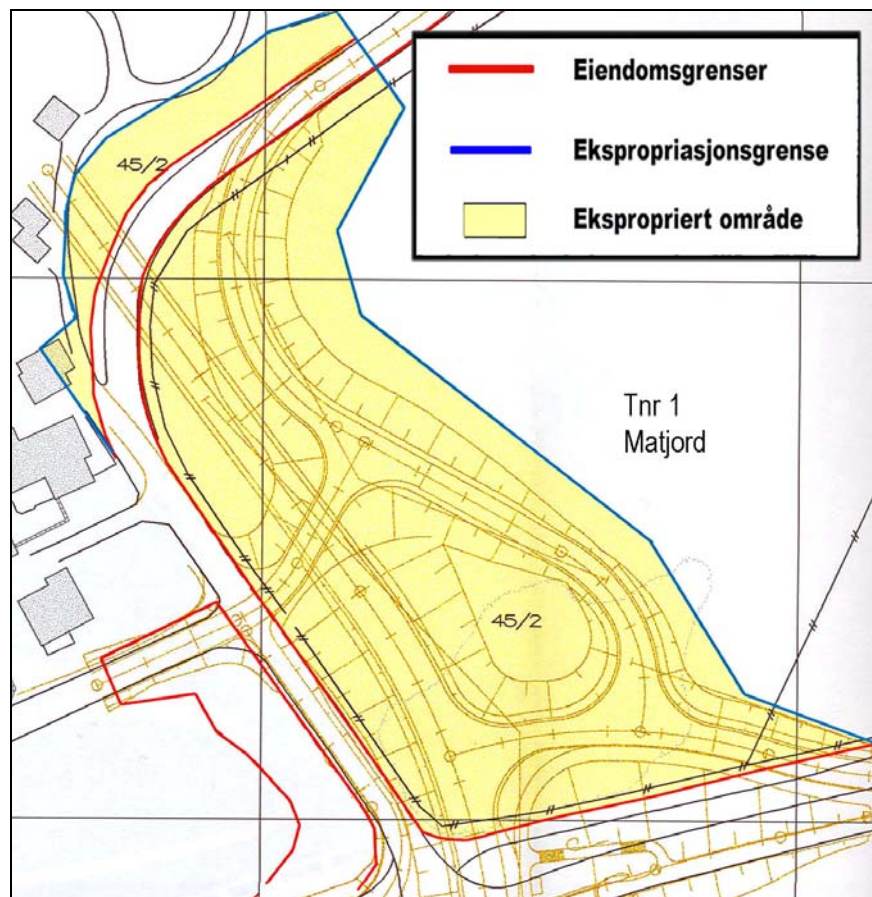 Eiendomsgrenser
Ekspropriasjonsgrense
Ekspropriert område
45/2
Tnr 1
Matjord
45/2